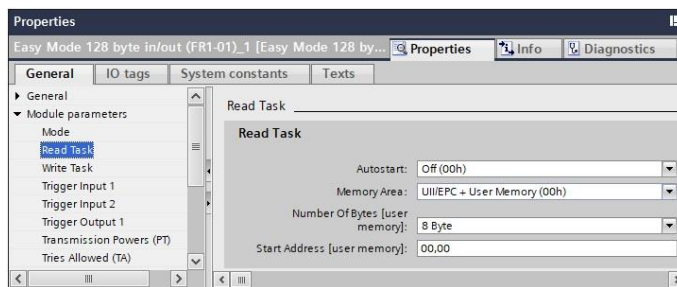 Properties
Easy Mode 128 byte in/out (FR1-01)_1 [Easy Mode 128 by...
Properties
Info
Diagnostics
General
IO tags
System constants
Texts
General
Module parameters
Mode
Read Task
Write Task
Trigger Input 1
Trigger Input 2
Trigger Output 1
Transmission Powers (PT)
Tries Allowed (TA)
Read Task
Read Task
Autostart: Off (00h)
Memory Area: UII/EPC + User Memory (00h)
Number Of Bytes [user
memory]: 8 Byte
Start Address [user memory]: 00,00